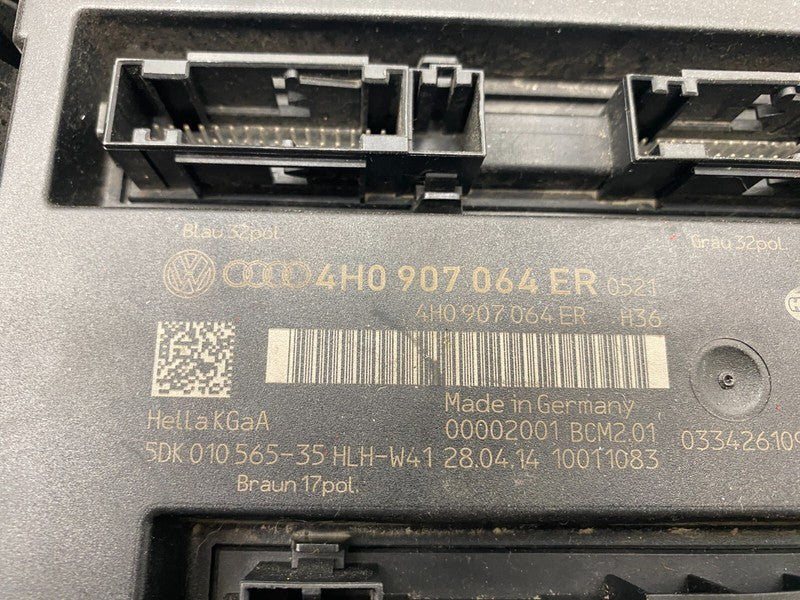 Blau 32pol.
Grau 32pol.
4H0 907 064 ER 0521
4H0 907 064 ER H36
Hella KGaA
Made in Germany
00002001 BCM2.01
033426109
5DK 010 565-35 HLH-W41 28.04.14 10011083
Braun 17pol.